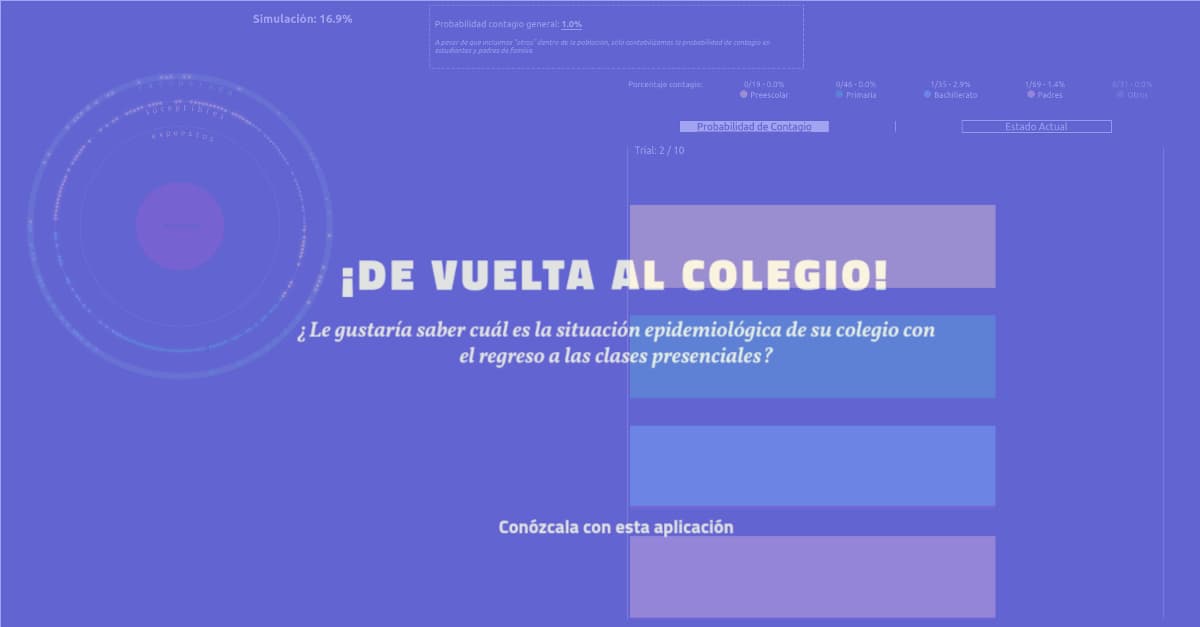 Simulación: 16.9%
Probabilidad contagio general: 1.0%
A pesar de que incluimos "otros" dentro de la población, sólo contabilizamos la probabilidad de contagio en
estudiantes y padres de familia.
Porcentaje contagio:
0/19 - 0.0%
Preescolar
0/46 - 0.0%
Primaria
1/35 - 2.9%
Bachillerato
1/69 - 1.4%
Padres
0/31 - 0.0%
Otros
Probabilidad de Contagio
Estado Actual
Trial: 2 / 10
suceptibles
expuestos
¡DE VUELTA AL COLEGIO!
¿Le gustaría saber cuál es la situación epidemiológica de su colegio con
el regreso a las clases presenciales?
Conózcala con esta aplicación